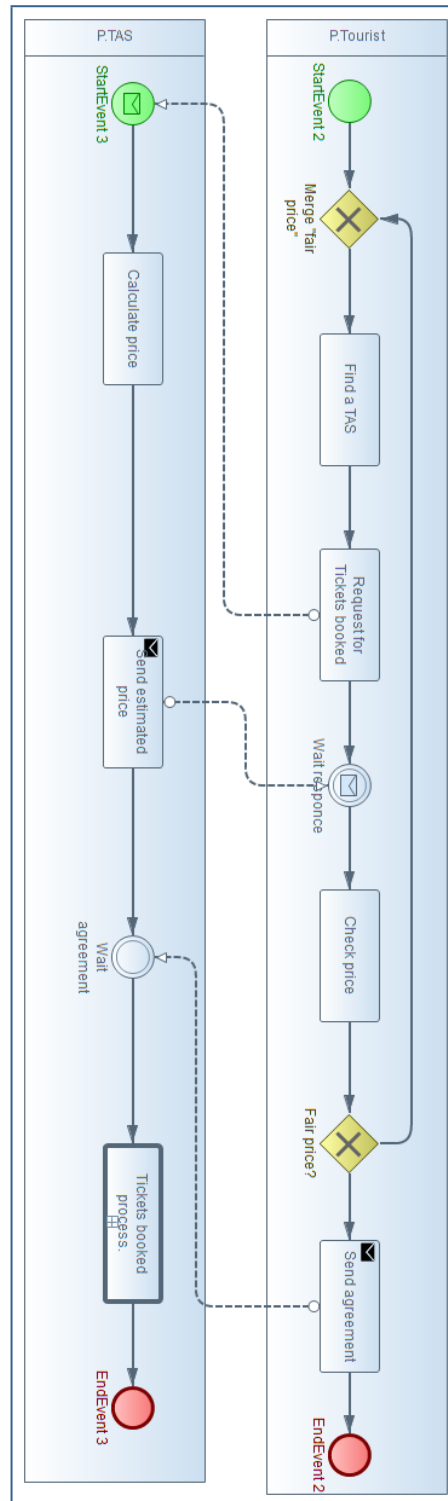 P.Tourist
StartEvent 2
Merge "fair
price"
Find a TAS
Request for
Tickets booked
Wait responce
Check price
Fair price?
Send agreement
EndEvent 2
P.TAS
StartEvent 3
Calculate price
Send estimated
price
Wait
agreement
Tickets booked
process.
EndEvent 3